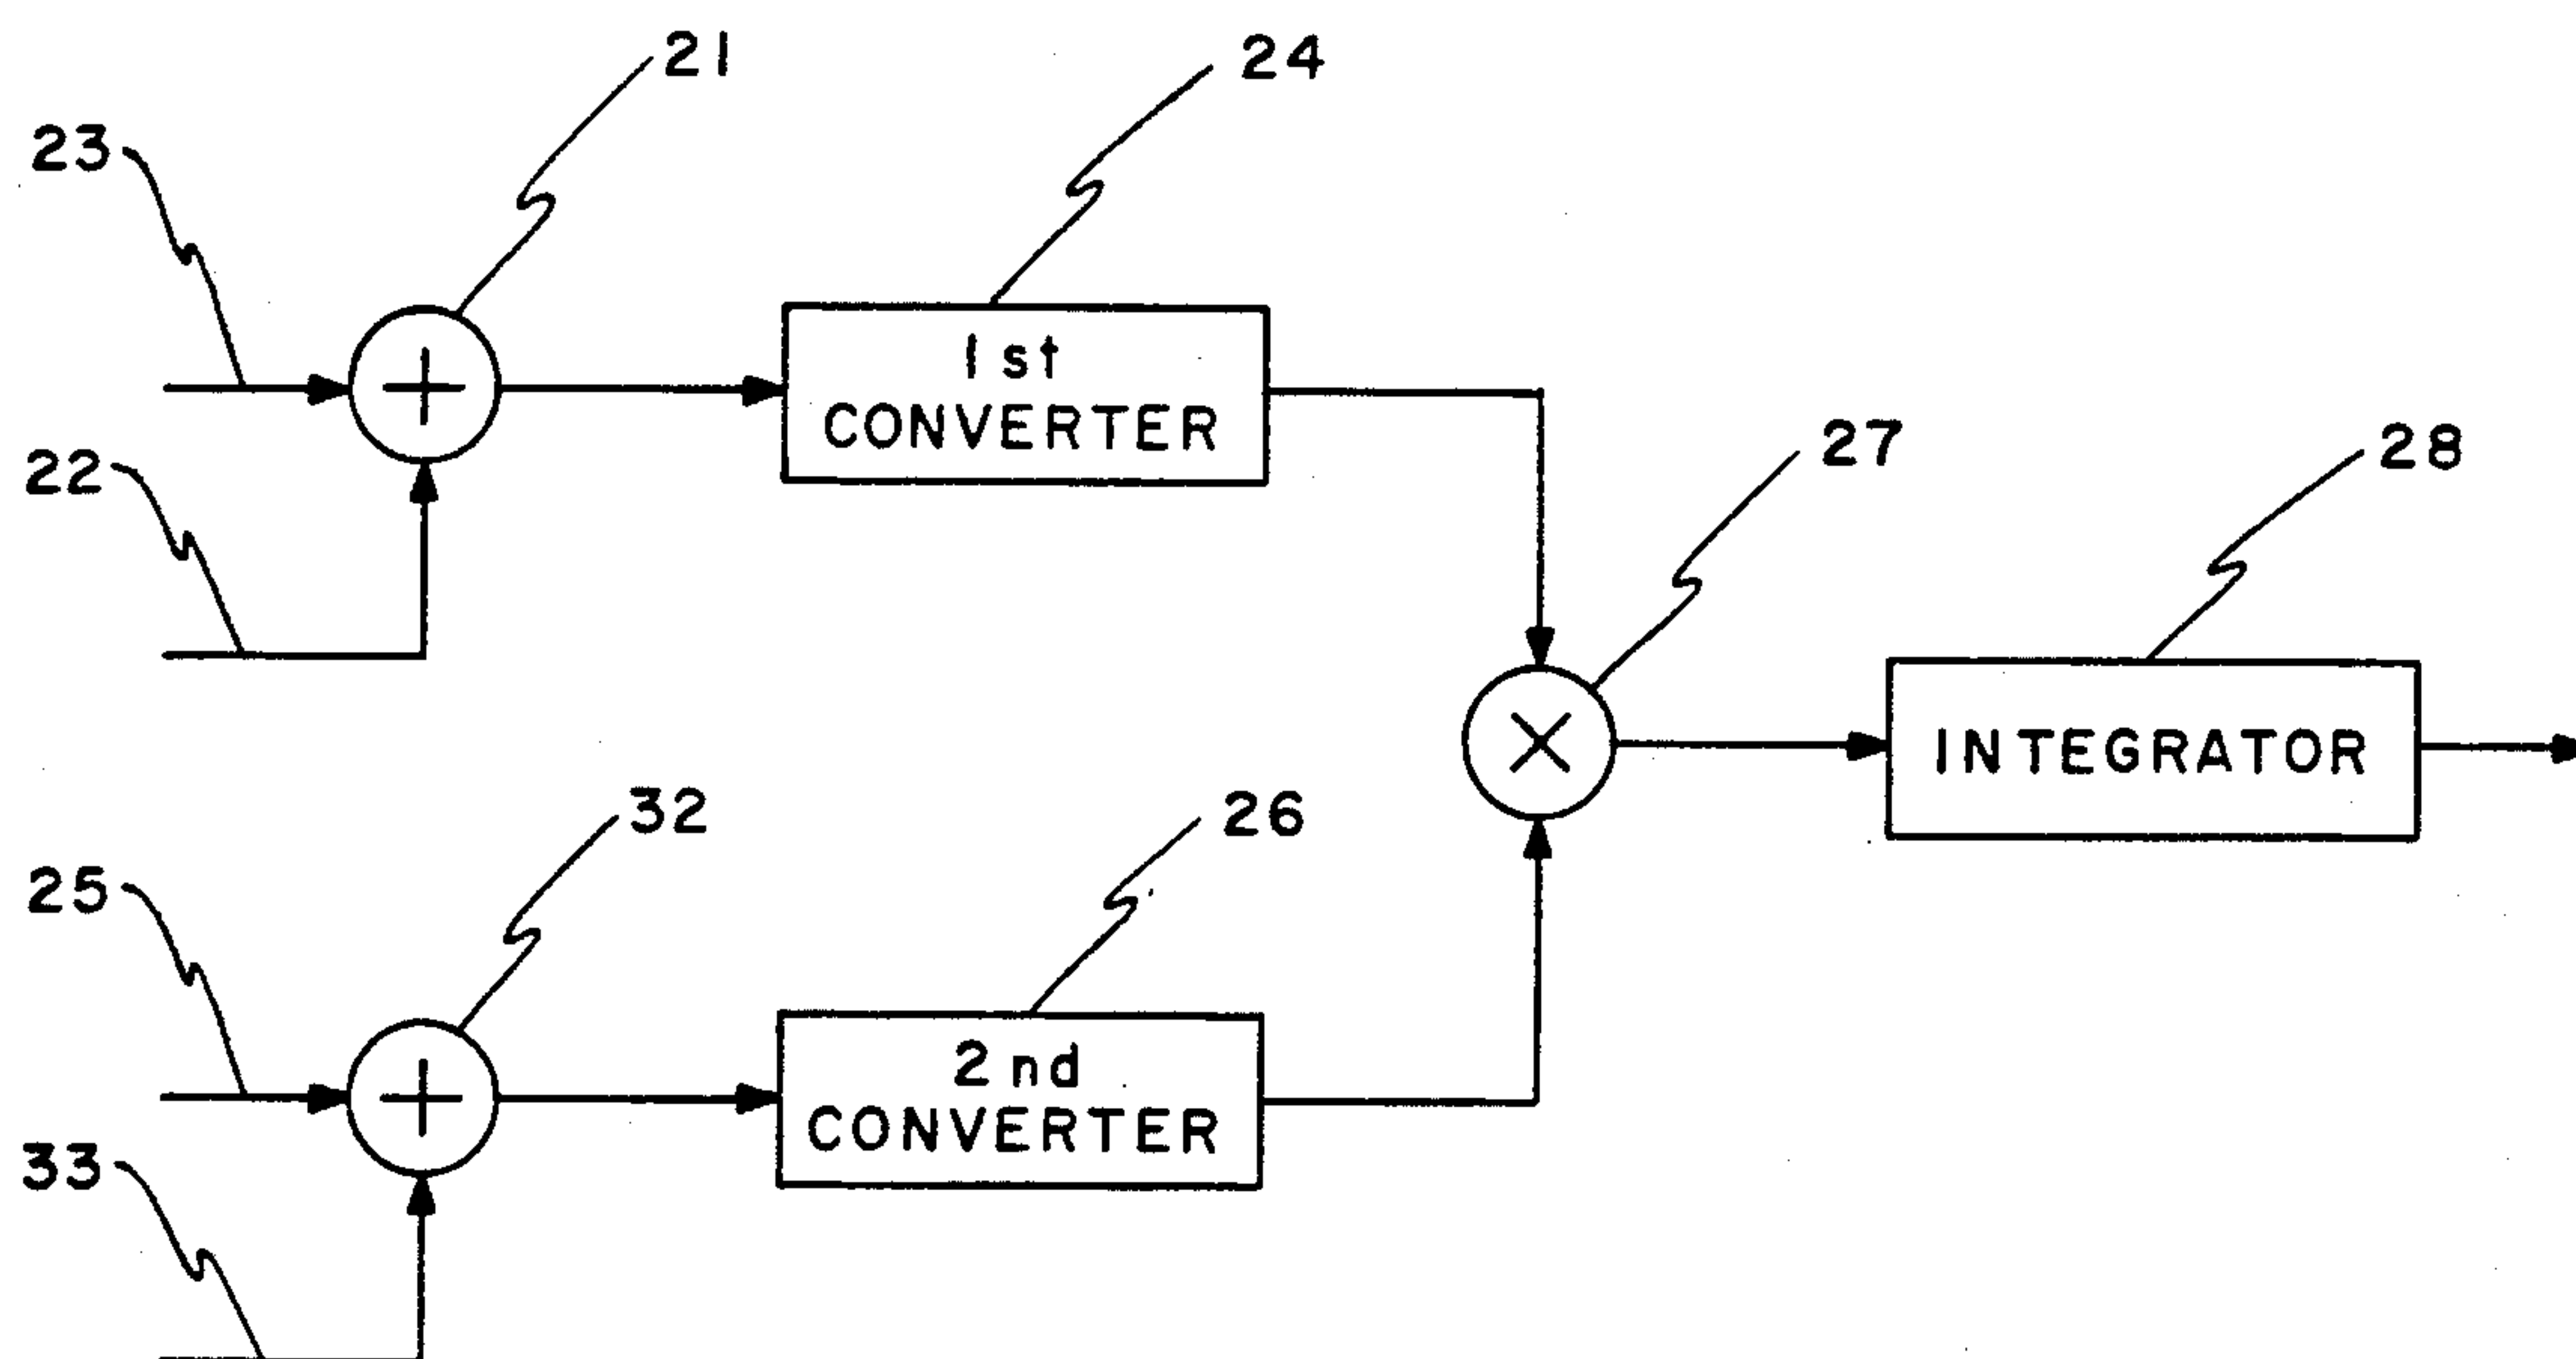 21
24
23
1st
CONVERTER
22
27
28
INTEGRATOR
32
26
25
2nd
CONVERTER
33